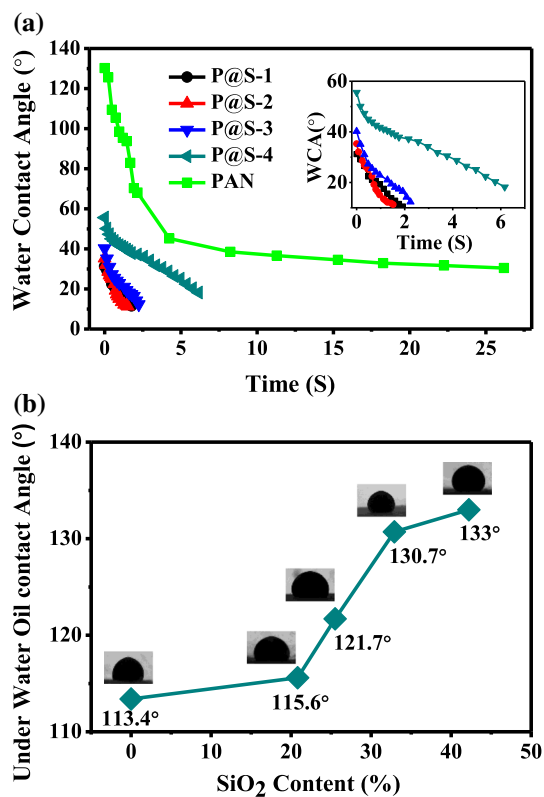 (a)
Water Contact Angle (°)
140
120
100
80
60
40
20
0
P@S-1
P@S-2
P@S-3
P@S-4
PAN
WCA(°)
60
40
20
0 2 4 6
Time (S)
0 5 10 15 20 25
Time (S)
(b)
Under Water Oil contact Angle (°)
140
130
120
110
113.4°
115.6°
121.7°
130.7°
133°
0 10 20 30 40 50
SiO2 Content (%)